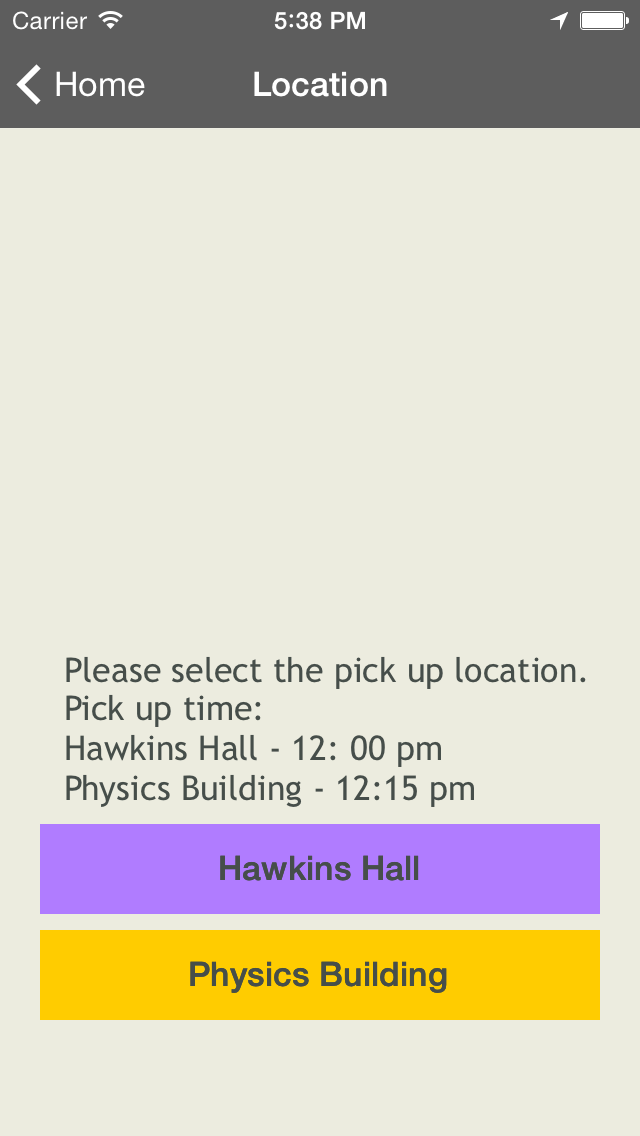 Carrier 5:38 PM
Home Location
Please select the pick up location.
Pick up time:
Hawkins Hall - 12: 00 pm
Physics Building - 12:15 pm
Hawkins Hall
Physics Building